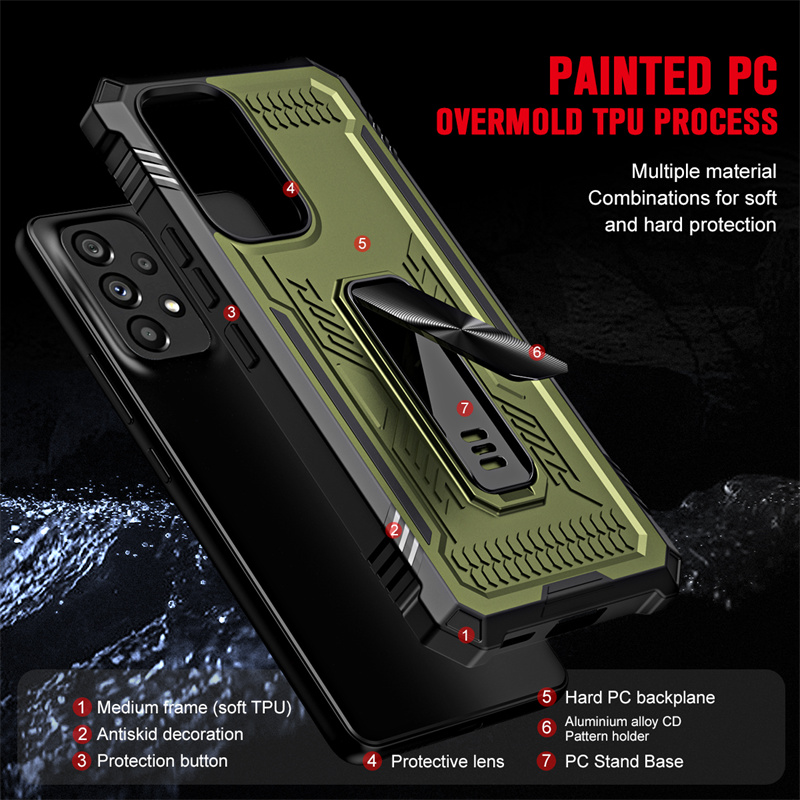 PAINTED PC
OVERMOLD TPU PROCESS
Multiple material
Combinations for soft
and hard protection
4
5
3
6
7
2
1
1 Medium frame (soft TPU)
2 Antiskid decoration
3 Protection button
4 Protective lens
5 Hard PC backplane
6 Aluminium alloy CD
Pattern holder
7 PC Stand Base